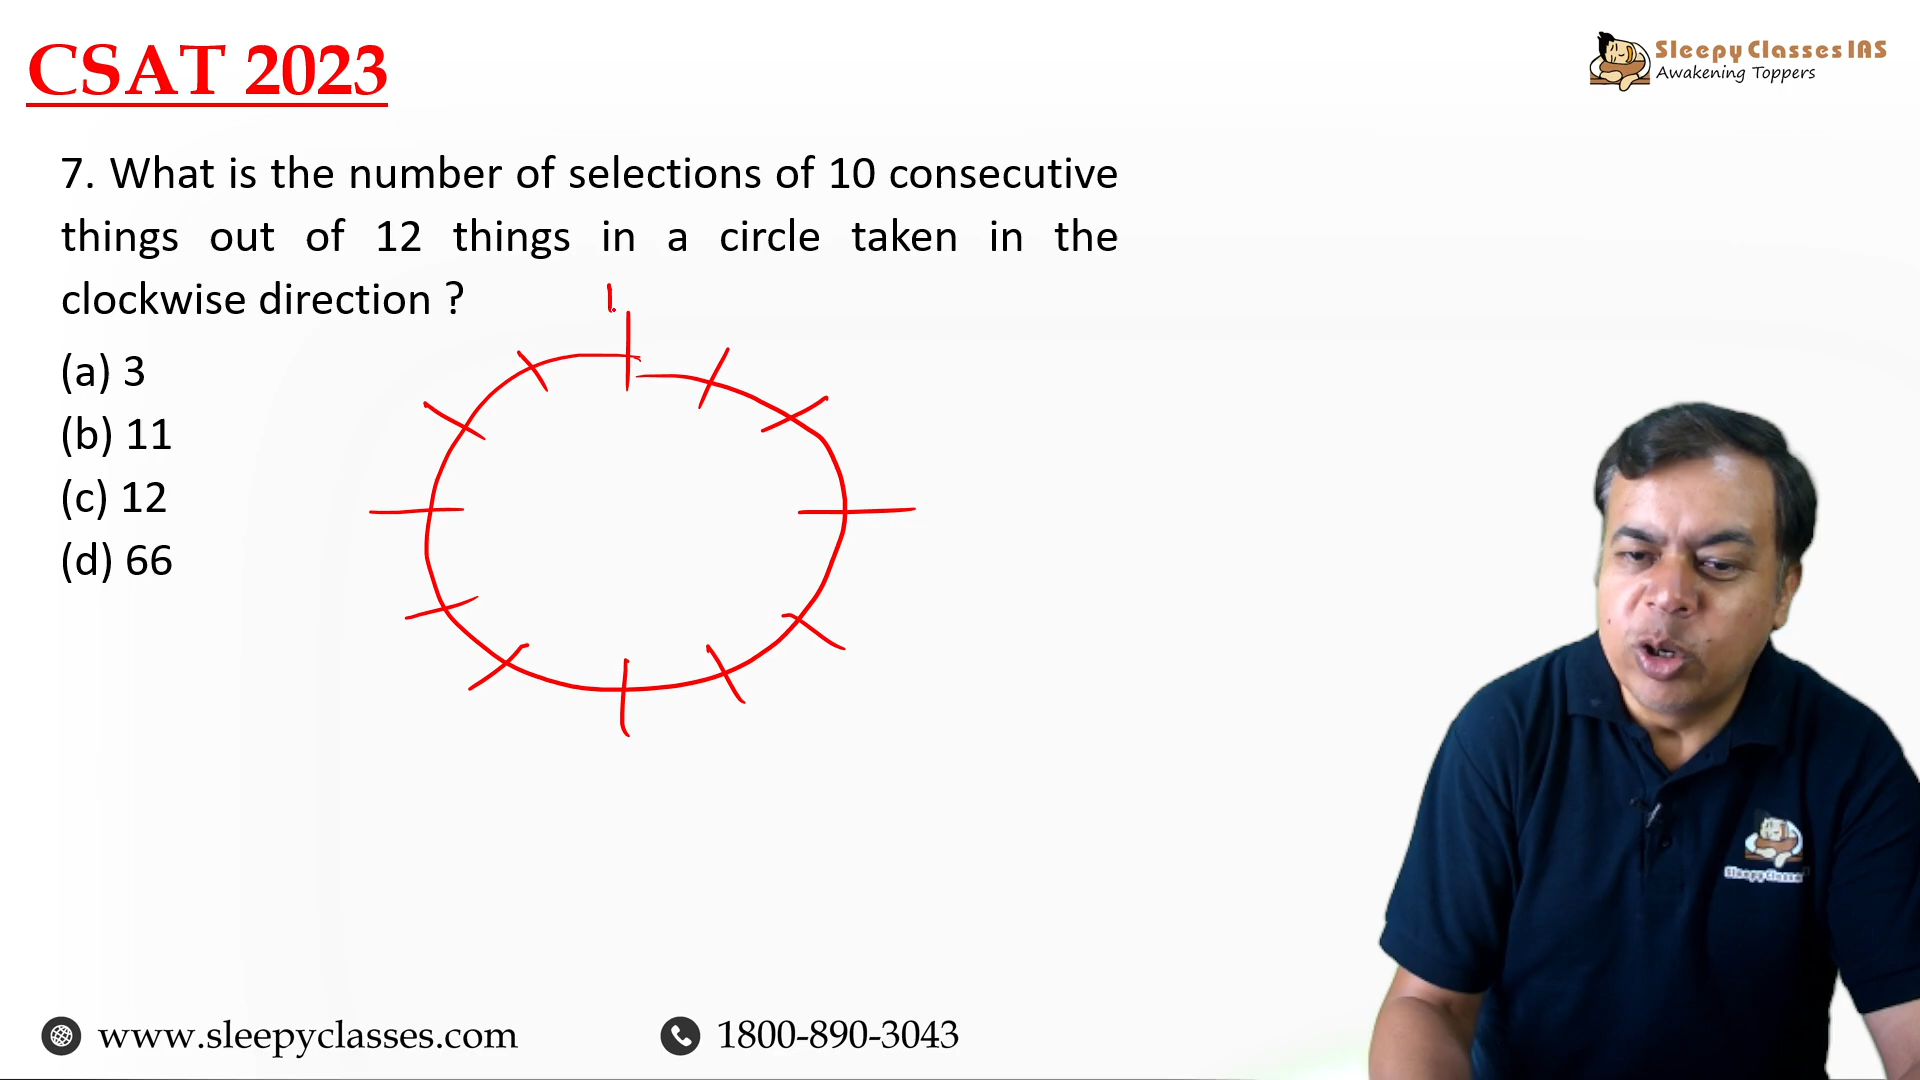 CSAT 2023
Sleepy Classes IAS
Awakening Toppers
7. What is the number of selections of 10 consecutive
things out of 12 things in a circle taken in the
clockwise direction ?
1
(a) 3
(b) 11
(c) 12
(d) 66
SleepyClasses
www.sleepyclasses.com
1800-890-3043